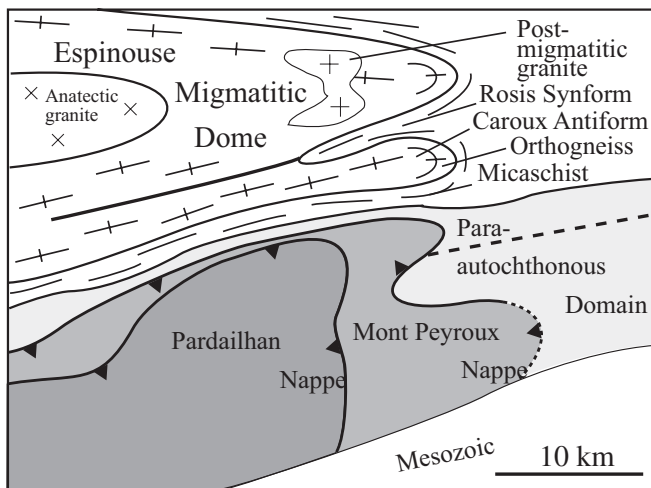 Espinouse
Post-
migmatitic
granite
Anatectic
granite
Migmatitic
Dome
Rosis Synform
Caroux Antiform
Orthogneiss
Micaschist
Para-
autochthonous
Domain
Pardailhan
Nappe
Mont Peyroux
Nappe
Mesozoic
10 km